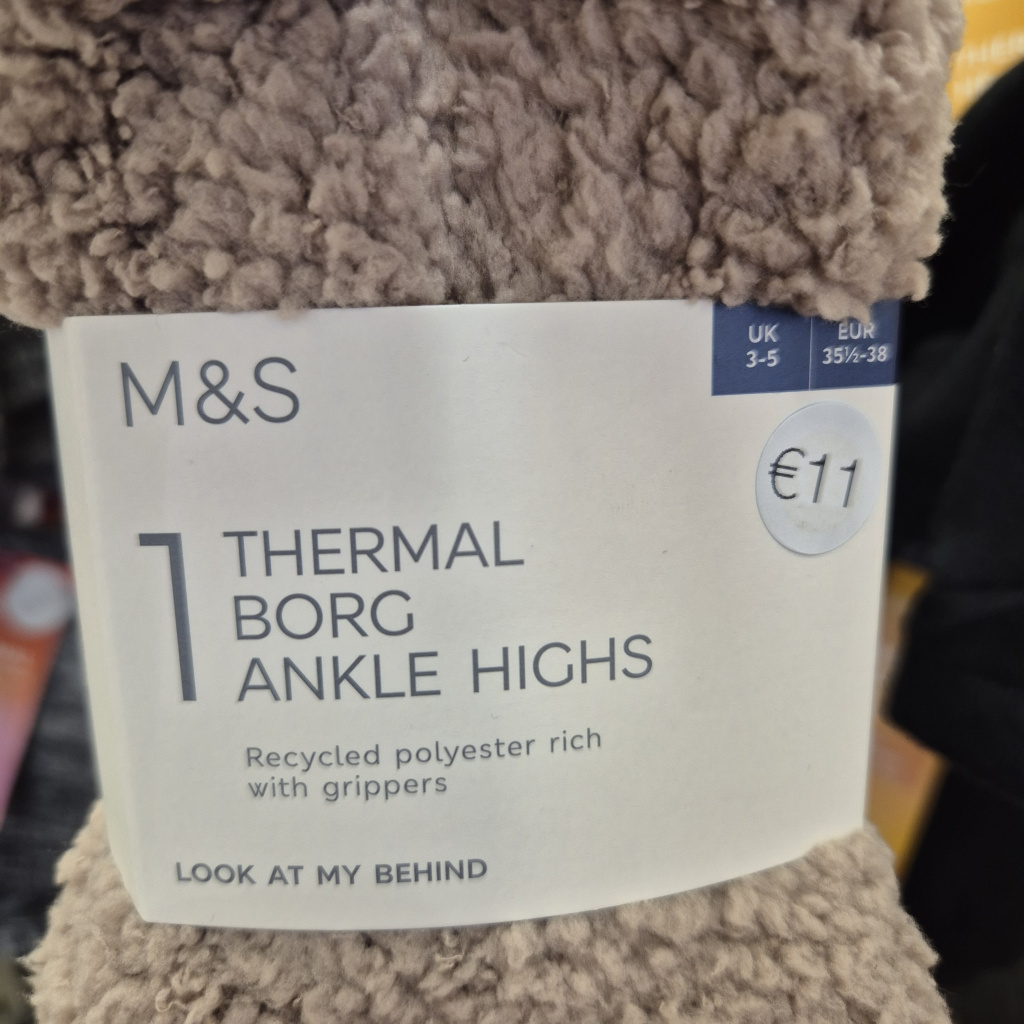 M&S
UK
3-5
EUR
35½-38
€11
1
THERMAL
BORG
ANKLE HIGHS
Recycled polyester rich
with grippers
LOOK AT MY BEHIND